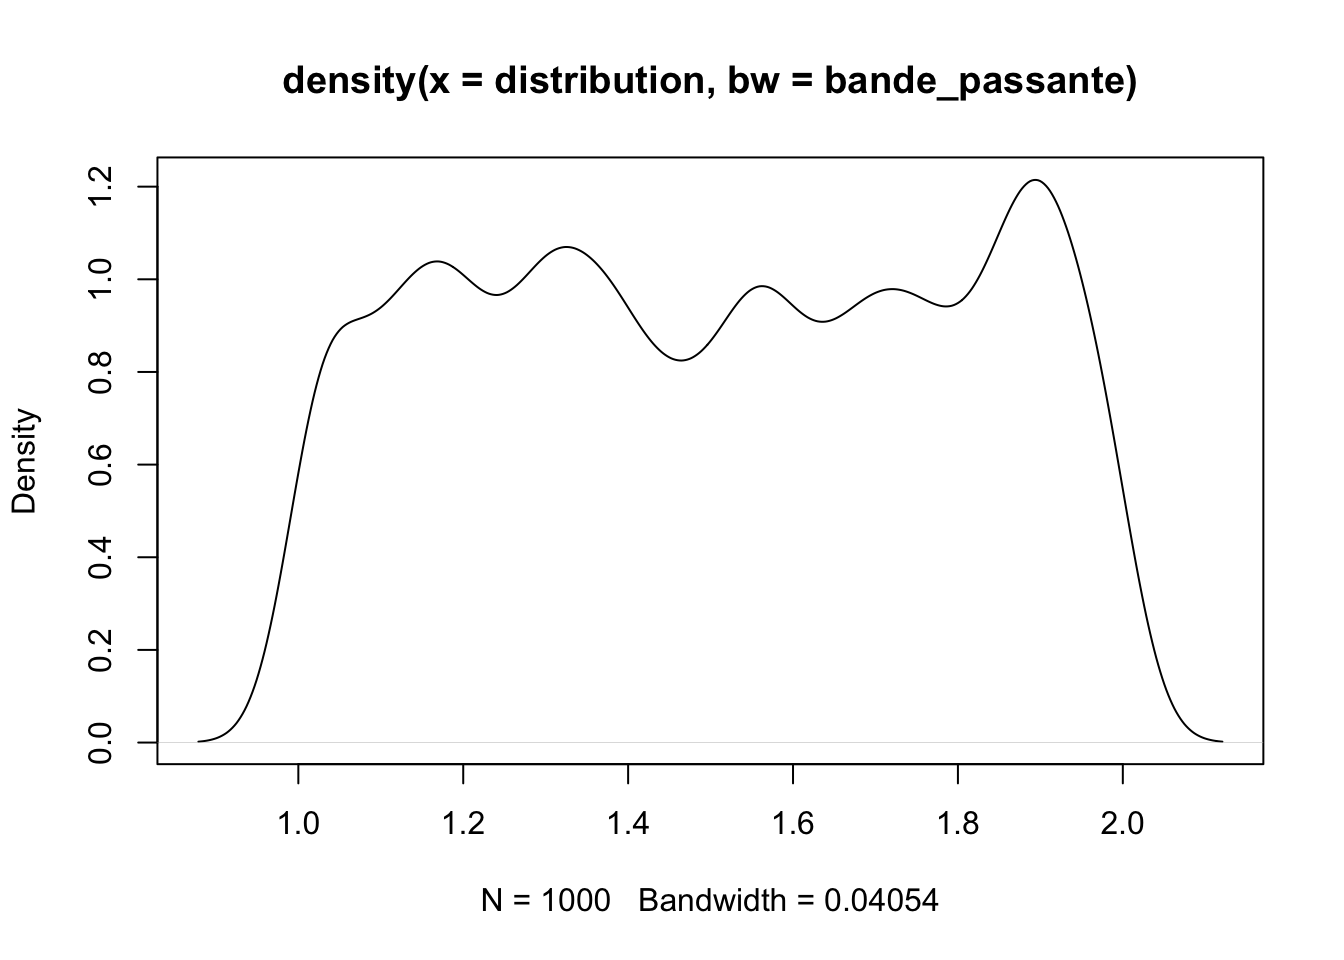 density(x = distribution, bw = bande_passante)
Density
1.2
1.0
0.8
0.6
0.4
0.2
0.0
1.0 1.2 1.4 1.6 1.8 2.0
N = 1000 Bandwidth = 0.04054